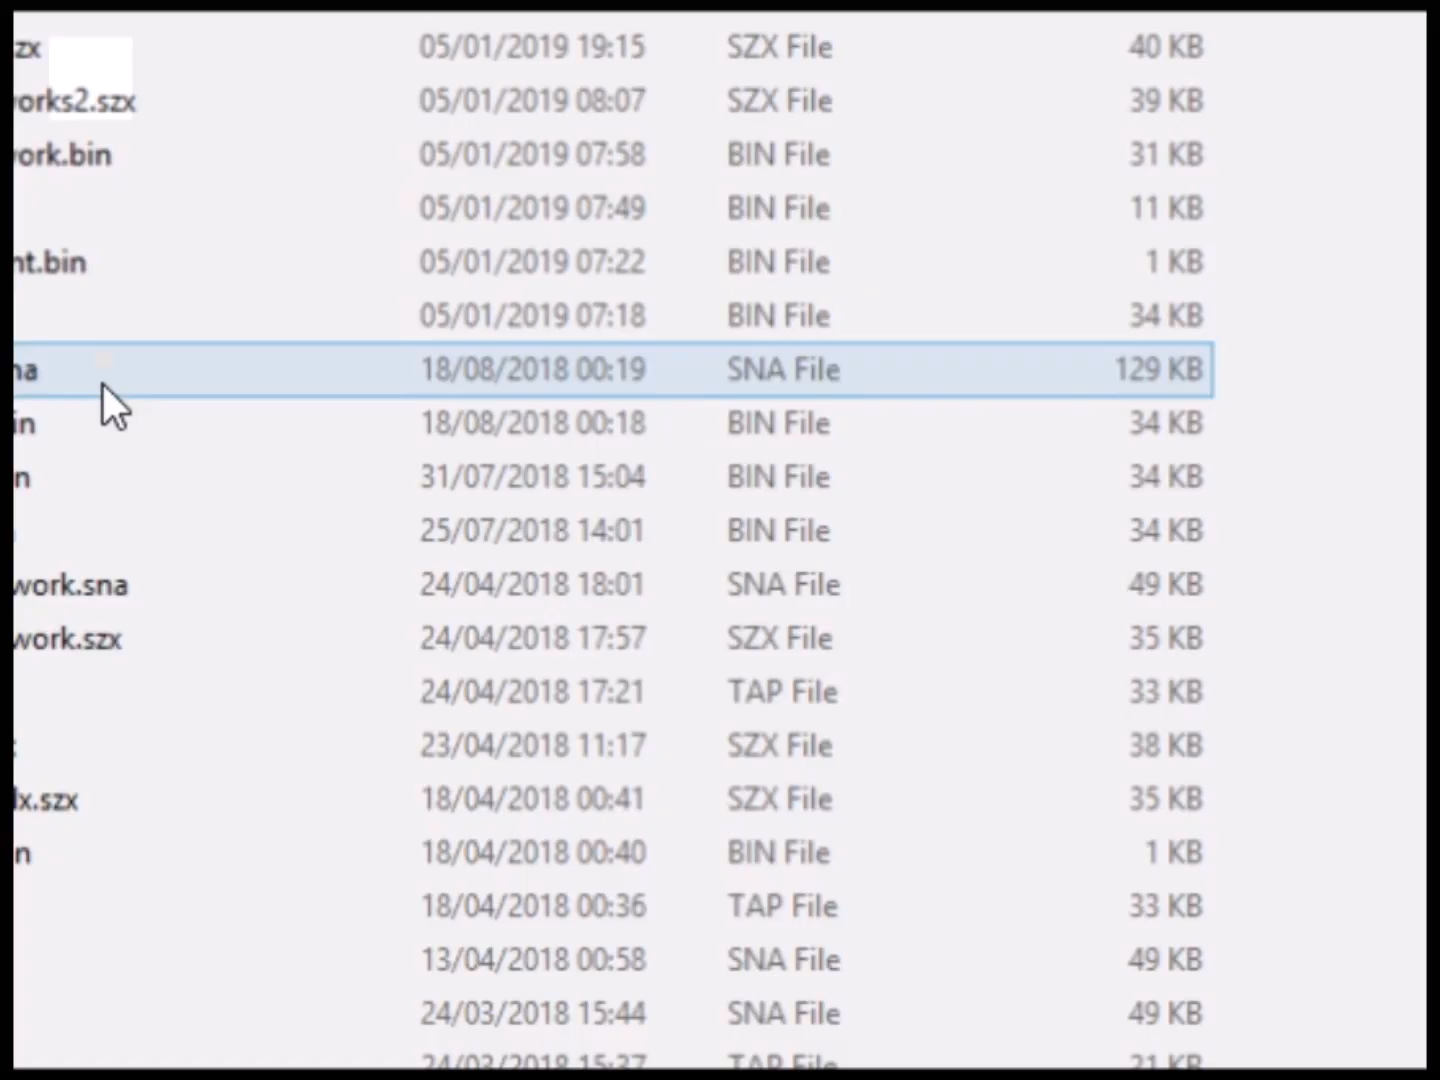 zx 05/01/2019 19:15 SZX File 40 KB
orks2.szx 05/01/2019 08:07 SZX File 39 KB
ork.bin 05/01/2019 07:58 BIN File 31 KB
05/01/2019 07:49 BIN File 11 KB
nt.bin 05/01/2019 07:22 BIN File 1 KB
05/01/2019 07:18 BIN File 34 KB
na 18/08/2018 00:19 SNA File 129 KB
in 18/08/2018 00:18 BIN File 34 KB
n 31/07/2018 15:04 BIN File 34 KB
25/07/2018 14:01 BIN File 34 KB
work.sna 24/04/2018 18:01 SNA File 49 KB
work.szx 24/04/2018 17:57 SZX File 35 KB
24/04/2018 17:21 TAP File 33 KB
23/04/2018 11:17 SZX File 38 KB
lx.szx 18/04/2018 00:41 SZX File 35 KB
n 18/04/2018 00:40 BIN File 1 KB
18/04/2018 00:36 TAP File 33 KB
13/04/2018 00:58 SNA File 49 KB
24/03/2018 15:44 SNA File 49 KB
24/03/2018 15:37 TAP File 21 KB